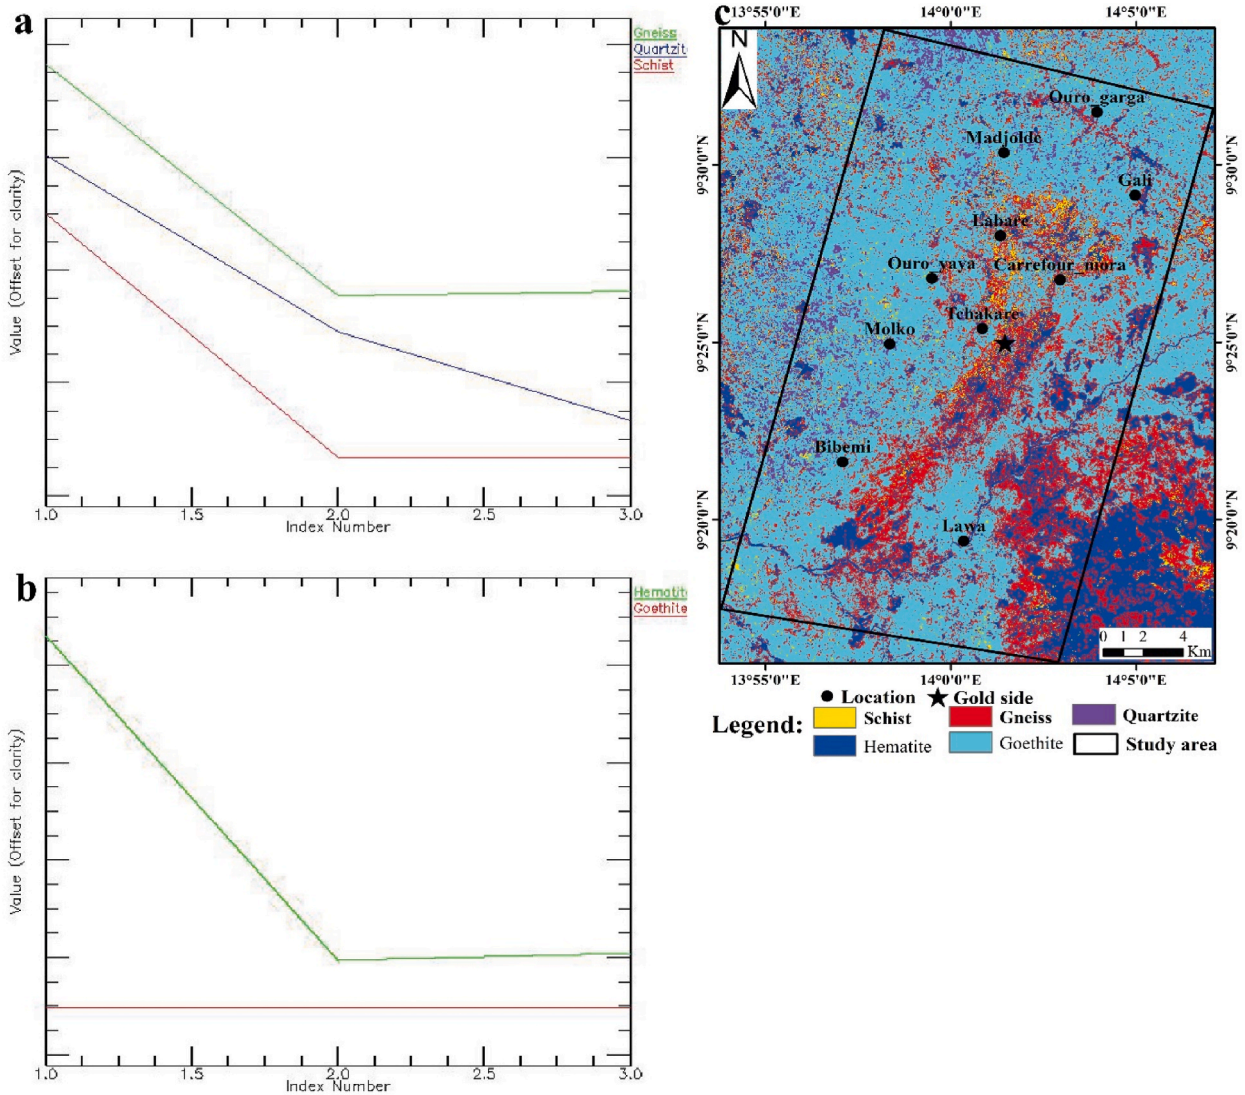 a
Gneiss
Quartzit
Schist
Value (Offset for clarity)
1.0 1.5 2.0 2.5 3.0
Index Number
b
Hematit
Goethite
Value (Offset for clarity)
1.0 1.5 2.0 2.5 3.0
Index Number
c
13°55'0"E 14°0'0"E 14°5'0"E
N
Ouro_garga
Madjolde
Gali
Labare
Ouro_yaya Carrefour_mora
Tchakare
Molko
Bibemi
Lawa
9°30'0"N
9°25'0"N
9°20'0"N
9°30'0"N
9°25'0"N
9°20'0"N
0 1 2 4
Km
13°55'0"E 14°0'0"E 14°5'0"E
Location Gold side
Legend:
Schist Gneiss Quartzite
Hematite Goethite Study area